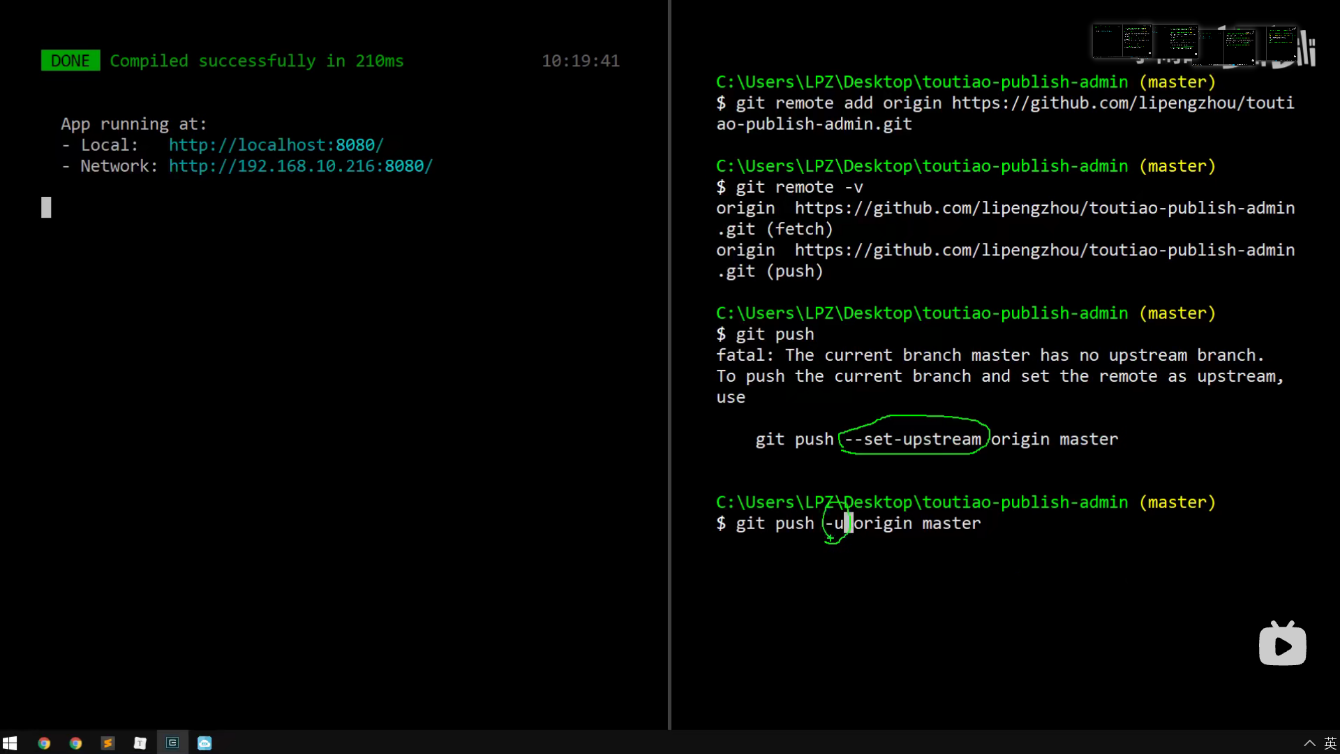 DONE Compiled successfully in 210ms 10:19:41
App running at:
- Local: http://localhost:8080/
- Network: http://192.168.10.216:8080/
C:\Users\LPZ\Desktop\toutiao-publish-admin (master)
$ git remote add origin https://github.com/lipengzhou/touti
ao-publish-admin.git
C:\Users\LPZ\Desktop\toutiao-publish-admin (master)
$ git remote -v
origin https://github.com/lipengzhou/toutiao-publish-admin
.git (fetch)
origin https://github.com/lipengzhou/toutiao-publish-admin
.git (push)
C:\Users\LPZ\Desktop\toutiao-publish-admin (master)
$ git push
fatal: The current branch master has no upstream branch.
To push the current branch and set the remote as upstream,
use
git push --set-upstream origin master
C:\Users\LPZ\Desktop\toutiao-publish-admin (master)
$ git push -u origin master
英